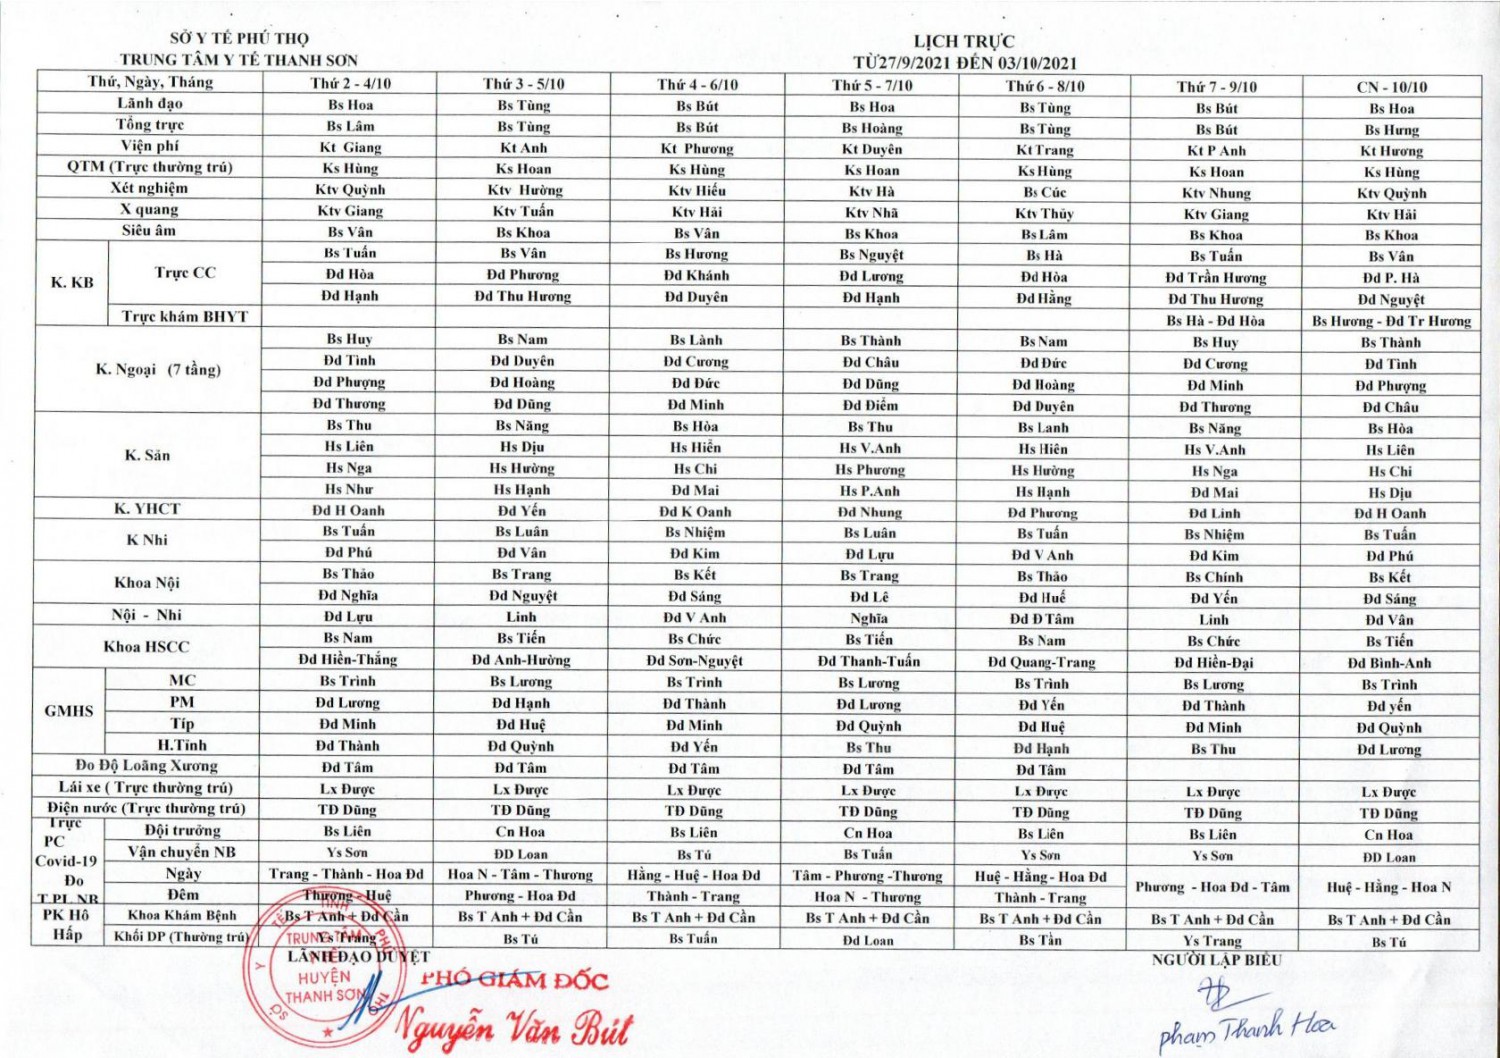 SỞ Y TẾ PHÚ THỌ
TRUNG TÂM Y TẾ THANH SƠN
LỊCH TRỰC
TỪ27/9/2021 ĐẾN 03/10/2021
Thứ, Ngày, Tháng Thứ 2 - 4/10 Thứ 3 - 5/10 Thứ 4 - 6/10 Thứ 5 - 7/10 Thứ 6 - 8/10 Thứ 7 - 9/10 CN - 10/10
Lãnh đạo Bs Hoa Bs Tùng Bs Bút Bs Hoa Bs Tùng Bs Bút Bs Hoa
Tổng trực Bs Lâm Bs Tùng Bs Bút Bs Hoàng Bs Tùng Bs Bút Bs Hưng
Viện phí Kt Giang Kt Anh Kt Phương Kt Duyên Kt Trang Kt P Anh Kt Hương
QTM (Trực thường trú) Ks Hùng Ks Hoan Ks Hùng Ks Hoan Ks Hùng Ks Hoan Ks Hùng
Xét nghiệm Ktv Quỳnh Ktv Hường Ktv Hiếu Ktv Hà Bs Cúc Ktv Nhung Ktv Quỳnh
X quang Ktv Giang Ktv Tuấn Ktv Hải Ktv Nhã Ktv Thủy Ktv Giang Ktv Hải
Siêu âm Bs Vân Bs Khoa Bs Vân Bs Khoa Bs Lâm Bs Khoa Bs Vân
K. KB Trực CC Bs Tuấn Bs Vân Bs Hương Bs Nguyệt Bs Hà Bs Tuấn Bs Vân
Đd Hòa Đd Phương Đd Khánh Đd Lương Đd Hòa Đd Trần Hương Đd P. Hà
Đd Hạnh Đd Thu Hương Đd Duyên Đd Hạnh Đd Hằng Đd Thu Hương Đd Nguyệt
Trực khám BHYT Bs Hà - Đd Hòa Bs Hương - Đd Tr Hương
K. Ngoại (7 tầng) Bs Huy Bs Nam Bs Lành Bs Thành Bs Nam Bs Huy Bs Thành
Đd Tình Đd Duyên Đd Cương Đd Châu Đd Đức Đd Cương Đd Tình
Đd Phượng Đd Hoàng Đd Đức Đd Dũng Đd Hoàng Đd Minh Đd Phượng
Đd Thương Đd Dũng Đd Minh Đd Điểm Đd Duyên Đd Thương Đd Châu
K. Sản Bs Thu Bs Năng Bs Hòa Bs Thu Bs Lanh Bs Năng Bs Hòa
Hs Liên Hs Dịu Hs Hiển Hs V.Anh Hs Hiên Hs V.Anh Hs Liên
Hs Nga Hs Hường Hs Chi Hs Phương Hs Hường Hs Nga Hs Chi
Hs Như Hs Hạnh Đd Mai Hs P.Anh Hs Hạnh Đd Mai Hs Dịu
K. YHCT Đd H Oanh Đd Yến Đd K Oanh Đd Nhung Đd Phương Đd Linh Đd H Oanh
K Nhi Bs Tuấn Bs Luân Bs Nhiệm Bs Luân Bs Tuấn Bs Nhiệm Bs Tuấn
Đd Phú Đd Vân Đd Kim Đd Lựu Đd V Anh Đd Kim Đd Phú
Khoa Nội Bs Thảo Bs Trang Bs Kết Bs Trang Bs Thảo Bs Chính Bs Kết
Đd Nghĩa Đd Nguyệt Đd Sáng Đd Lê Đd Huế Đd Yến Đd Sáng
Nội - Nhi Đd Lựu Linh Đd V Anh Nghĩa Đd Đ Tâm Linh Đd Vân
Khoa HSCC Bs Nam Bs Tiến Bs Chức Bs Tiến Bs Nam Bs Chức Bs Tiến
Đd Hiền-Thắng Đd Anh-Hường Đd Sơn-Nguyệt Đd Thanh-Tuấn Đd Quang-Trang Đd Hiền-Đại Đd Bình-Anh
GMHS MC Bs Trình Bs Lương Bs Trình Bs Lương Bs Trình Bs Lương Bs Trình
PM Đd Lương Đd Hạnh Đd Thành Đd Lương Đd Yến Đd Thành Đd yến
Típ Đd Minh Đd Huệ Đd Minh Đd Quỳnh Đd Huệ Đd Minh Đd Quỳnh
H.Tỉnh Đd Thành Đd Quỳnh Đd Yến Bs Thu Đd Hạnh Bs Thu Đd Lương
Đo Độ Loãng Xương Đd Tâm Đd Tâm Đd Tâm Đd Tâm Đd Tâm
Lái xe ( Trực thường trú) Lx Được Lx Được Lx Được Lx Được Lx Được Lx Được Lx Được
Điện nước (Trực thường trú) TĐ Dũng TĐ Dũng TĐ Dũng TĐ Dũng TĐ Dũng TĐ Dũng TĐ Dũng
Trực PC Covid-19 Đo T.PL.NB Đội trưởng Bs Liên Cn Hoa Bs Liên Cn Hoa Bs Liên Bs Liên Cn Hoa
Vận chuyển NB Ys Sơn ĐD Loan Bs Tú Bs Tuấn Ys Sơn Ys Sơn ĐD Loan
Ngày Trang - Thành - Hoa Đd Hoa N - Tâm - Thương Hằng - Huệ - Hoa Đd Tâm - Phương -Thương Huệ - Hằng - Hoa Đd Phương - Hoa Đd - Tâm Huệ - Hằng - Hoa N
Đêm Thương - Huệ Phương - Hoa Đd Thành - Trang Hoa N - Thương Thành - Trang
PK Hô Hấp Khoa Khám Bệnh Bs T Anh + Đd Cần Bs T Anh + Đd Cần Bs T Anh + Đd Cần Bs T Anh + Đd Cần Bs T Anh + Đd Cần Bs T Anh + Đd Cần Bs T Anh + Đd Cần
Khối DP (Thường trú) Ys Trang Bs Tú Bs Tuấn Đd Loan Bs Tần Ys Trang Bs Tú
LÃNH ĐẠO DUYỆT
NGƯỜI LẬP BIỂU
SỞ Y TẾ TỈNH PHÚ THỌ
TRUNG TÂM
Y TẾ
HUYỆN
THANH SƠN
PHÓ GIÁM ĐỐC
Nguyễn Văn Bút
Phạm Thanh Hoa